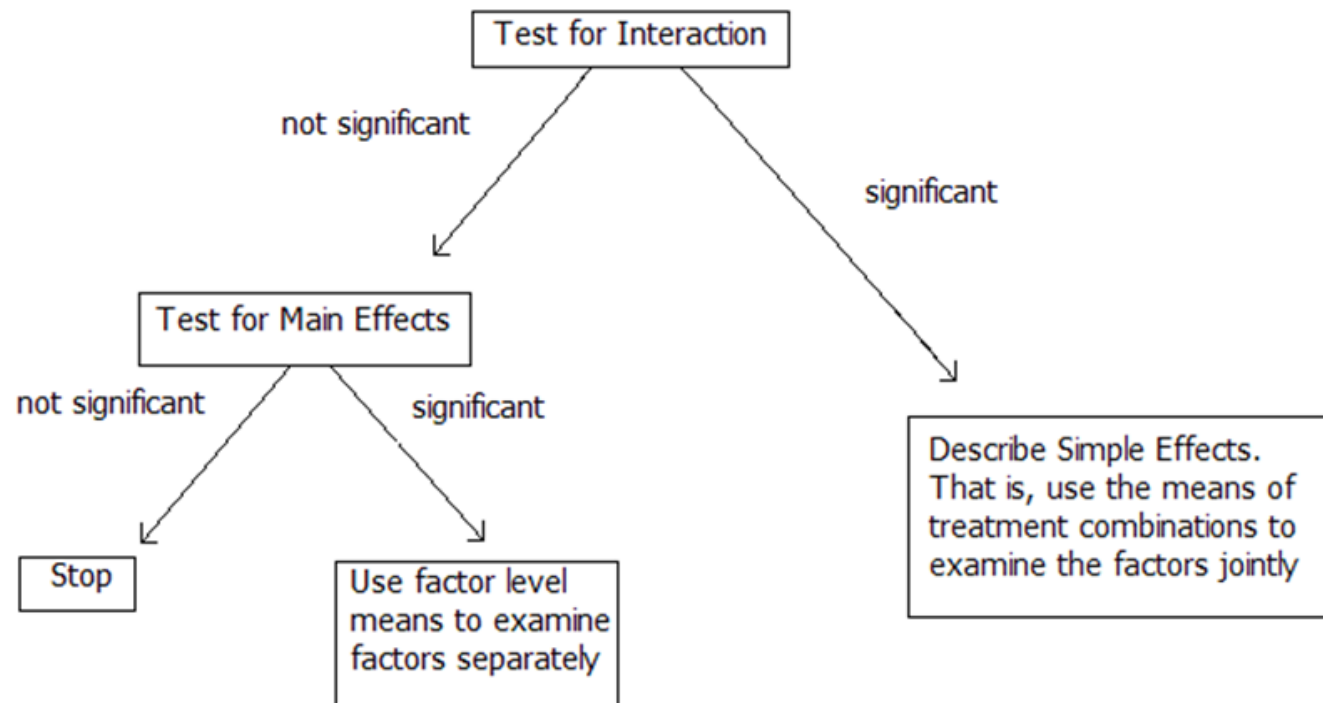 Test for Interaction
not significant
significant
Test for Main Effects
not significant
significant
Describe Simple Effects.
That is, use the means of
treatment combinations to
examine the factors jointly
Stop
Use factor level
means to examine
factors separately